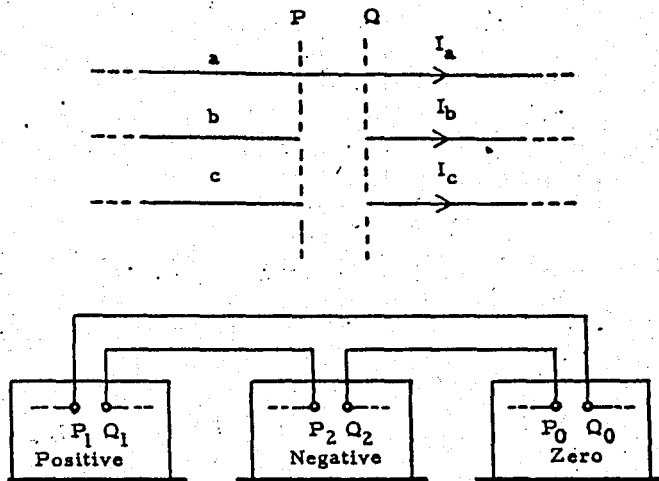 P Q
a I_a
b I_b
c I_c
P_1 Q_1 P_2 Q_2 P_0 Q_0
Positive Negative Zero